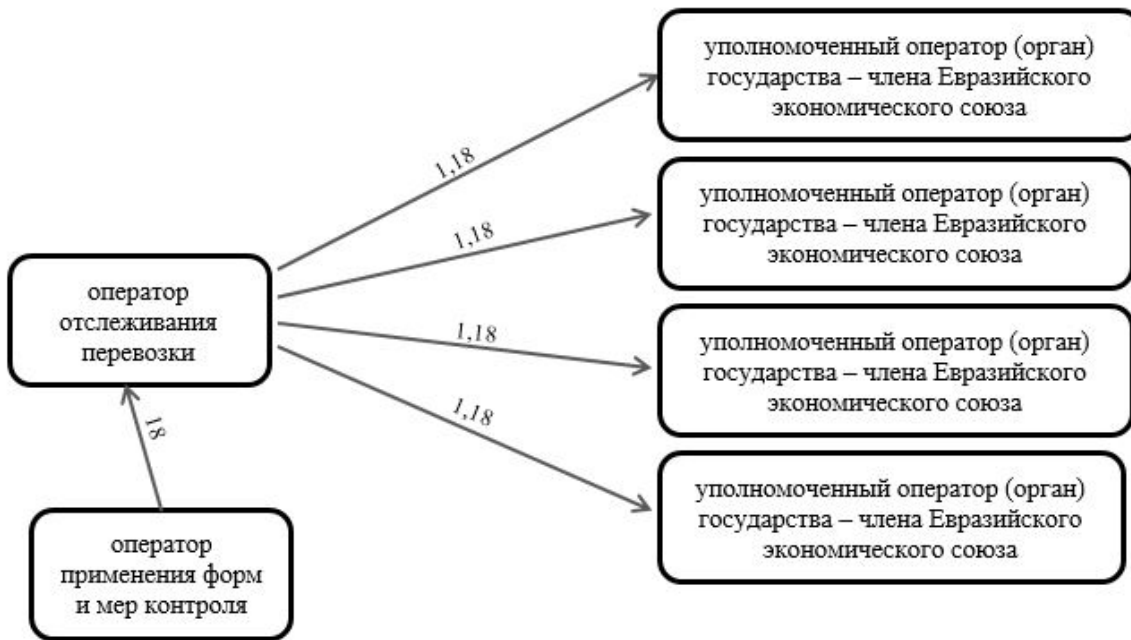 уполномоченный оператор (орган)
государства – члена Евразийского
экономического союза
1,18
уполномоченный оператор (орган)
государства – члена Евразийского
экономического союза
1,18
оператор
отслеживания
перевозки
1,18
уполномоченный оператор (орган)
государства – члена Евразийского
экономического союза
1,18
18
уполномоченный оператор (орган)
государства – члена Евразийского
экономического союза
оператор
применения форм
и мер контроля